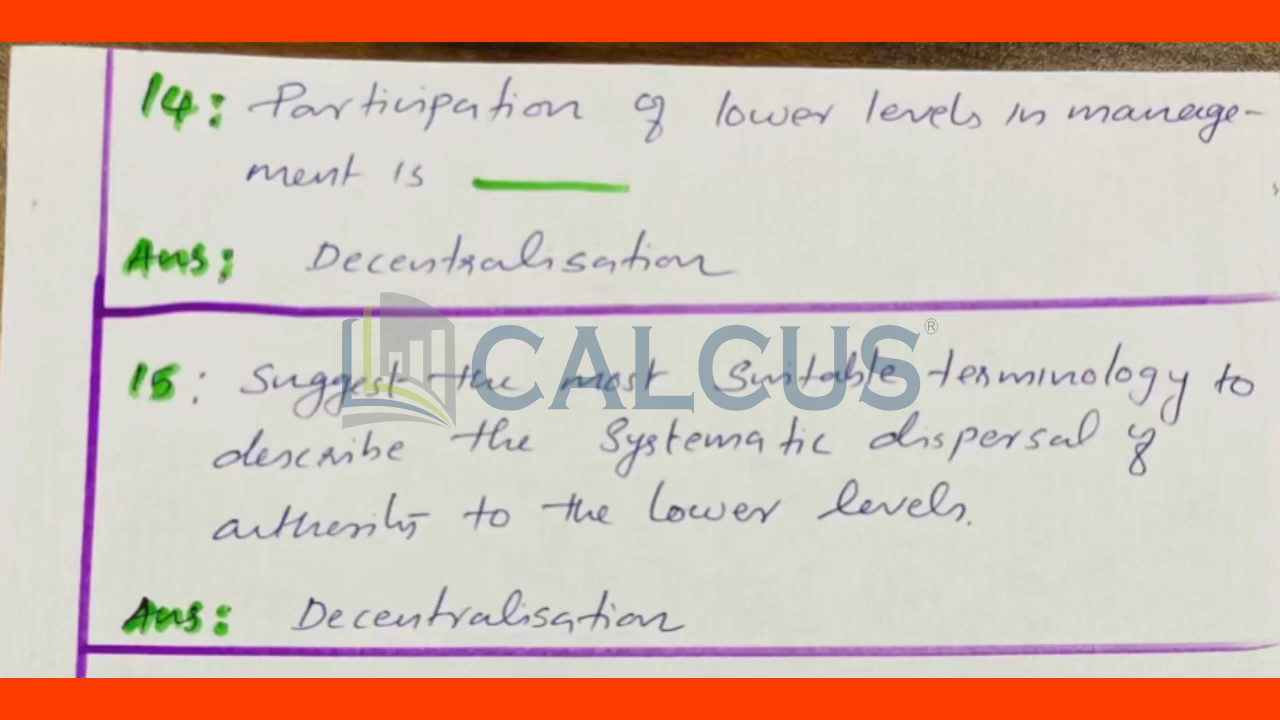 14: Participation of lower levels in manage-
ment is
Ans: Decentralisation
CALCUS®
15: Suggest the most Suitable terminology to
describe the Systematic dispersal of
authority to the lower levels.
Ans: Decentralisation